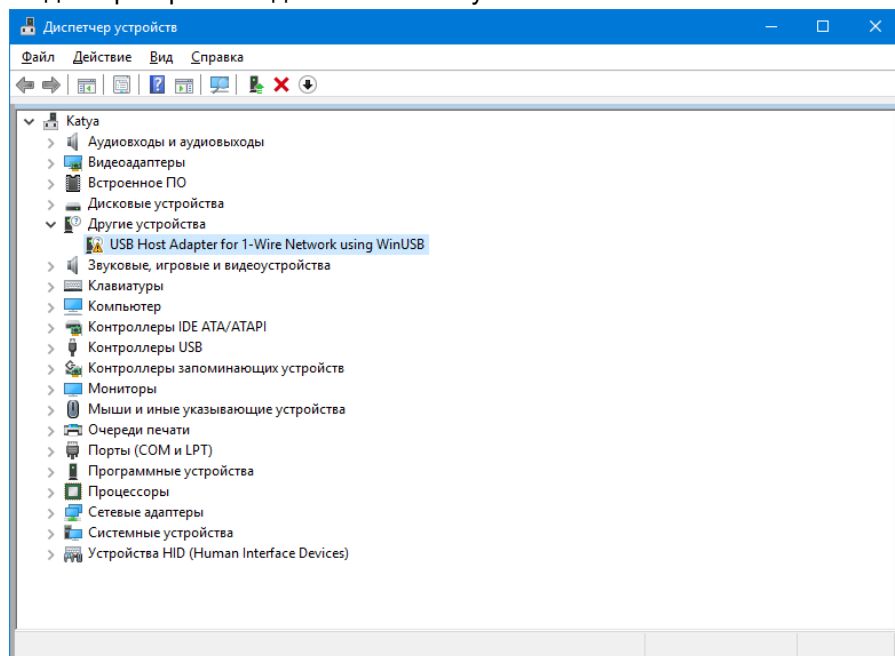 Диспетчер устройств
Файл Действие Вид Справка
Katya
Аудиовходы и аудиовыходы
Видеоадаптеры
Встроенное ПО
Дисковые устройства
Другие устройства
USB Host Adapter for 1-Wire Network using WinUSB
Звуковые, игровые и видеоустройства
Клавиатуры
Компьютер
Контроллеры IDE ATA/ATAPI
Контроллеры USB
Контроллеры запоминающих устройств
Мониторы
Мыши и иные указывающие устройства
Очереди печати
Порты (COM и LPT)
Программные устройства
Процессоры
Сетевые адаптеры
Системные устройства
Устройства HID (Human Interface Devices)